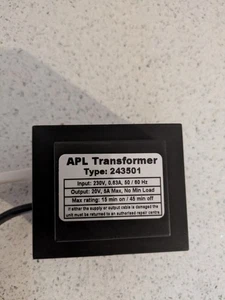 APL Transformer
Type: 243501
Input: 230V, 0.63A, 50 / 60 Hz
Output: 20V, 5A Max, No Min Load
Max rating: 15 min on / 45 min off
If either the supply or output cable is damaged the
unit must be returned to an authorised repair centre.